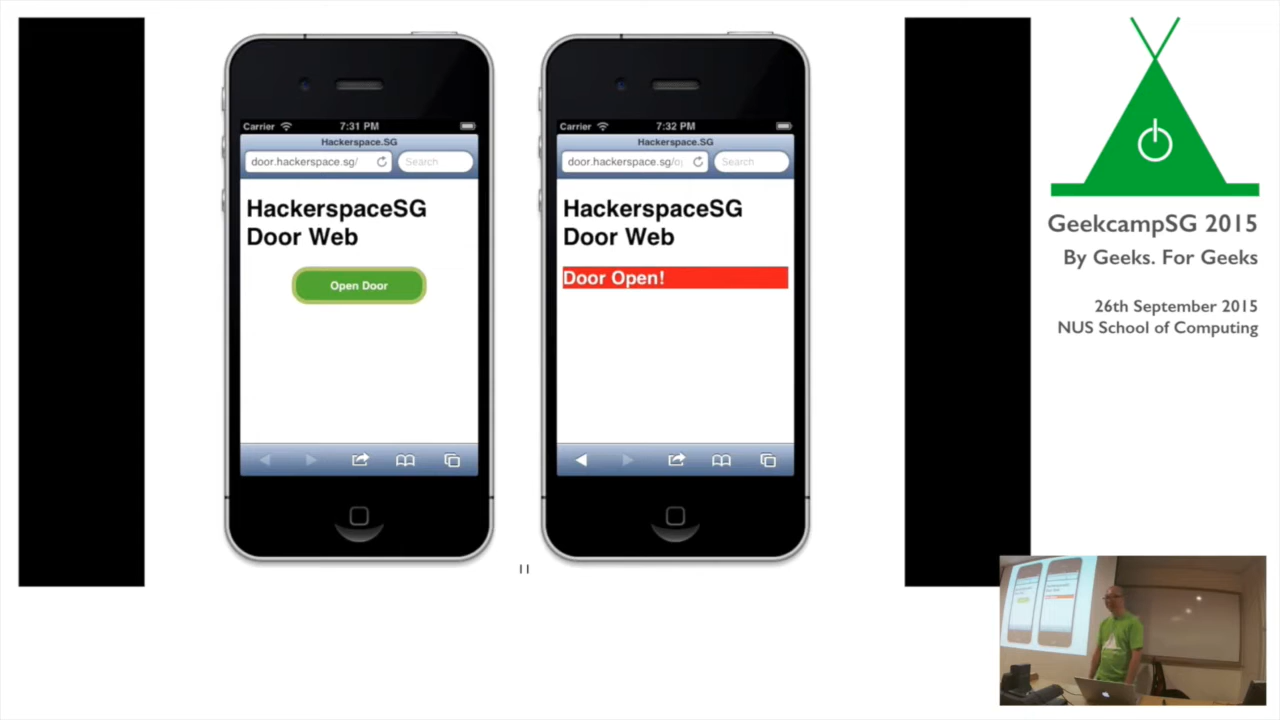 Carrier
7:31 PM
Hackerspace.SG
door.hackerspace.sg/
Search
HackerspaceSG
Door Web
Open Door
Carrier
7:32 PM
Hackerspace.SG
door.hackerspace.sg/o
Search
HackerspaceSG
Door Web
Door Open!
11
GeekcampSG 2015
By Geeks. For Geeks
26th September 2015
NUS School of Computing